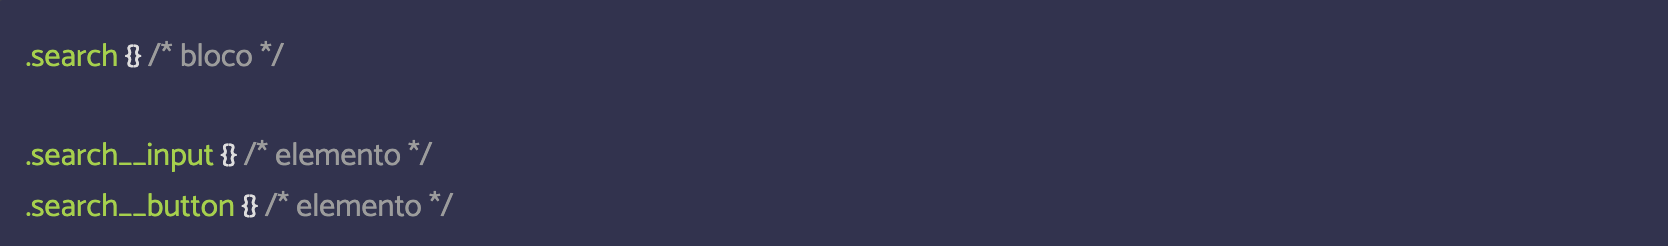 .search {} /* bloco */
.search__input {} /* elemento */
.search__button {} /* elemento */